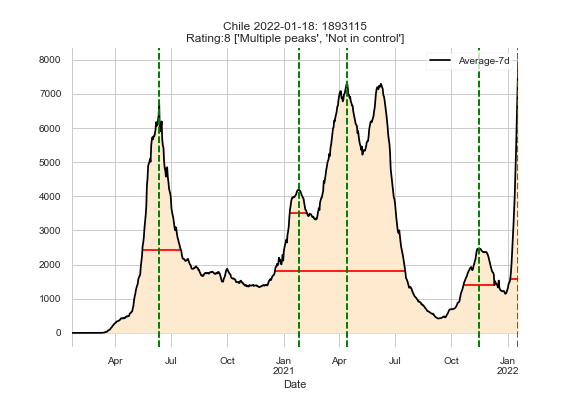 Chile 2022-01-18: 1893115
Rating:8 ['Multiple peaks', 'Not in control']
Average-7d
8000
7000
6000
5000
4000
3000
2000
1000
0
Apr Jul Oct Jan Apr Jul Oct Jan
2021 2022
Date